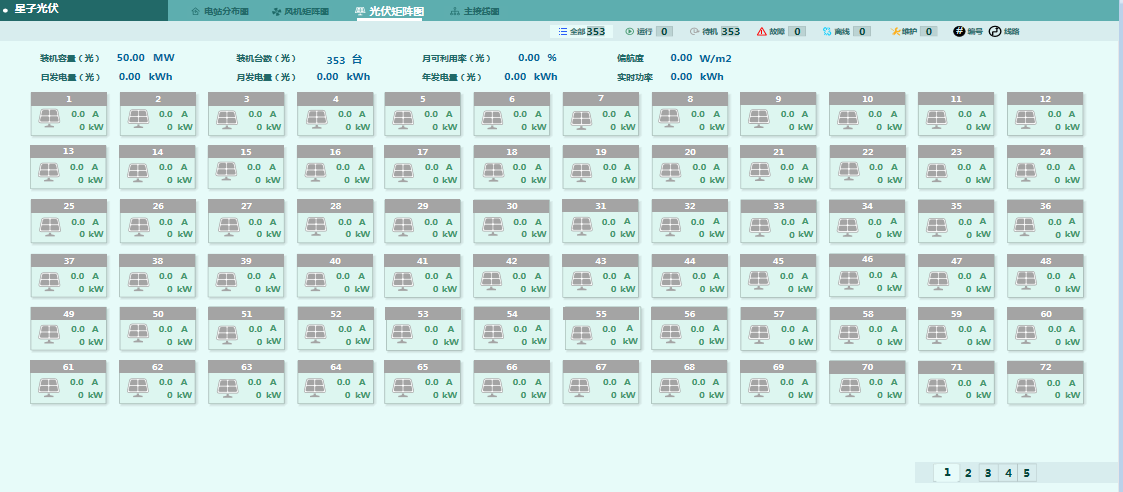 星子光伏 电站分布图 风机矩阵图 光伏矩阵图 主接线图
全部 353 运行 0 待机 353 故障 0 离线 0 维护 0 编号 线路
装机容量（光） 50.00 MW 装机台数（光） 353 台 月可利用率（光） 0.00 % 偏航度 0.00 W/m2
日发电量（光） 0.00 kWh 月发电量（光） 0.00 kWh 年发电量（光） 0.00 kWh 实时功率 0.00 kWh
1 2 3 4 5 6 7 8 9 10 11 12
0.0 A 0.0 A 0.0 A 0.0 A 0.0 A 0.0 A 0.0 A 0.0 A 0.0 A 0.0 A 0.0 A 0.0 A
0 kW 0 kW 0 kW 0 kW 0 kW 0 kW 0 kW 0 kW 0 kW 0 kW 0 kW 0 kW
13 14 15 16 17 18 19 20 21 22 23 24
0.0 A 0.0 A 0.0 A 0.0 A 0.0 A 0.0 A 0.0 A 0.0 A 0.0 A 0.0 A 0.0 A 0.0 A
0 kW 0 kW 0 kW 0 kW 0 kW 0 kW 0 kW 0 kW 0 kW 0 kW 0 kW 0 kW
25 26 27 28 29 30 31 32 33 34 35 36
0.0 A 0.0 A 0.0 A 0.0 A 0.0 A 0.0 A 0.0 A 0.0 A 0.0 A 0.0 A 0.0 A 0.0 A
0 kW 0 kW 0 kW 0 kW 0 kW 0 kW 0 kW 0 kW 0 kW 0 kW 0 kW 0 kW
37 38 39 40 41 42 43 44 45 46 47 48
0.0 A 0.0 A 0.0 A 0.0 A 0.0 A 0.0 A 0.0 A 0.0 A 0.0 A 0.0 A 0.0 A 0.0 A
0 kW 0 kW 0 kW 0 kW 0 kW 0 kW 0 kW 0 kW 0 kW 0 kW 0 kW 0 kW
49 50 51 52 53 54 55 56 57 58 59 60
0.0 A 0.0 A 0.0 A 0.0 A 0.0 A 0.0 A 0.0 A 0.0 A 0.0 A 0.0 A 0.0 A 0.0 A
0 kW 0 kW 0 kW 0 kW 0 kW 0 kW 0 kW 0 kW 0 kW 0 kW 0 kW 0 kW
61 62 63 64 65 66 67 68 69 70 71 72
0.0 A 0.0 A 0.0 A 0.0 A 0.0 A 0.0 A 0.0 A 0.0 A 0.0 A 0.0 A 0.0 A 0.0 A
0 kW 0 kW 0 kW 0 kW 0 kW 0 kW 0 kW 0 kW 0 kW 0 kW 0 kW 0 kW
1 2 3 4 5